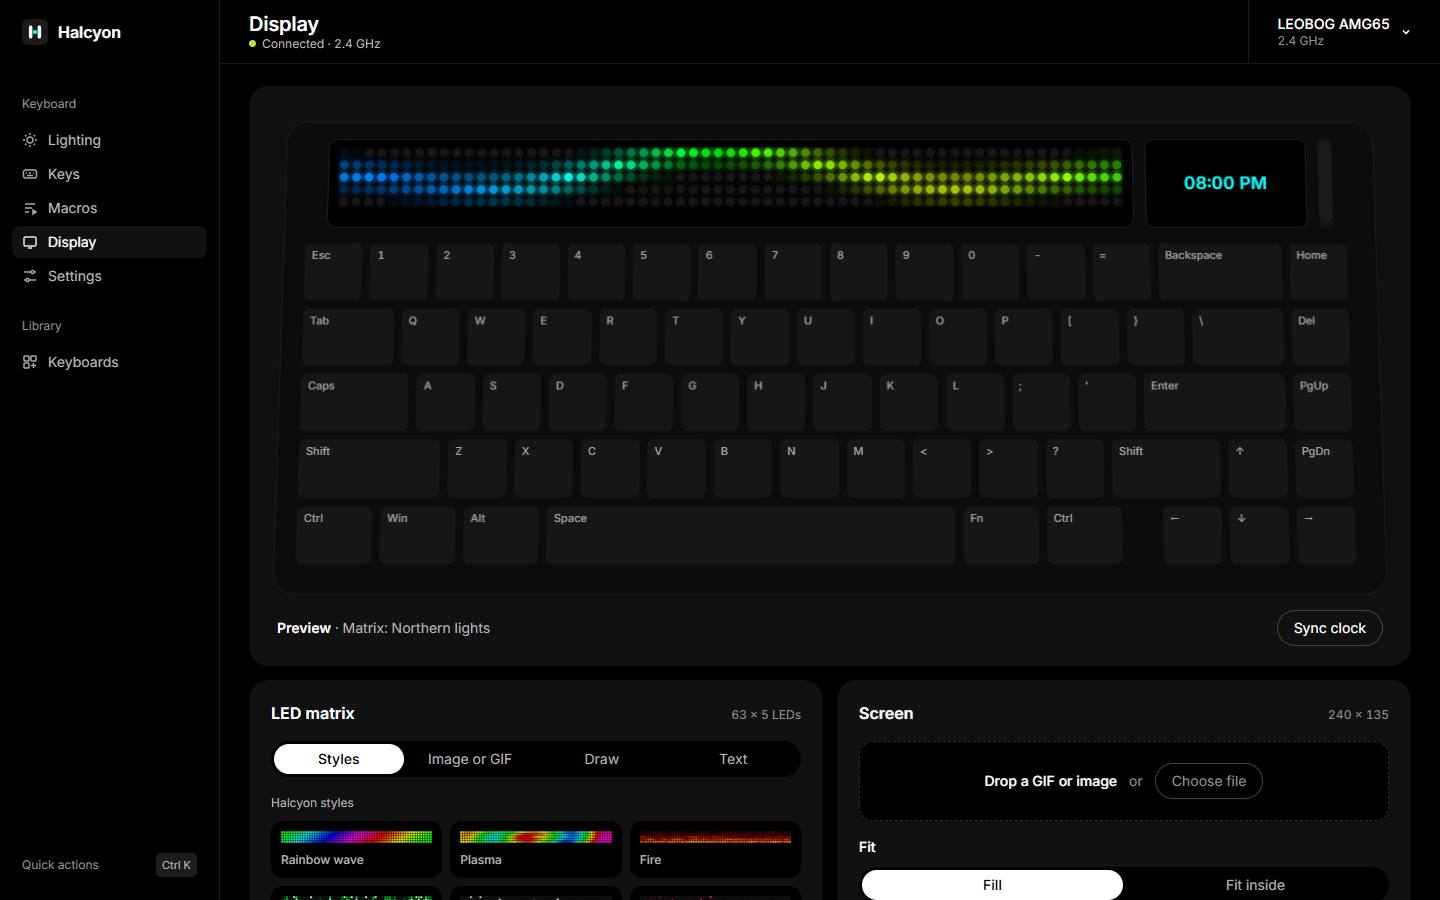 Halcyon
Display
Connected · 2.4 GHz
LEOBOG AMG65
2.4 GHz
Keyboard
Lighting
Keys
Macros
Display
Settings
Library
Keyboards
Quick actions
Ctrl K
08:00 PM
Esc 1 2 3 4 5 6 7 8 9 0 - = Backspace Home
Tab Q W E R T Y U I O P [ } \ Del
Caps A S D F G H J K L ; ' Enter PgUp
Shift Z X C V B N M < > ? Shift ↑ PgDn
Ctrl Win Alt Space Fn Ctrl ← ↓ →
Preview · Matrix: Northern lights
Sync clock
LED matrix
63 × 5 LEDs
Styles Image or GIF Draw Text
Halcyon styles
Rainbow wave Plasma Fire
Screen
240 × 135
Drop a GIF or image or Choose file
Fit
Fill Fit inside